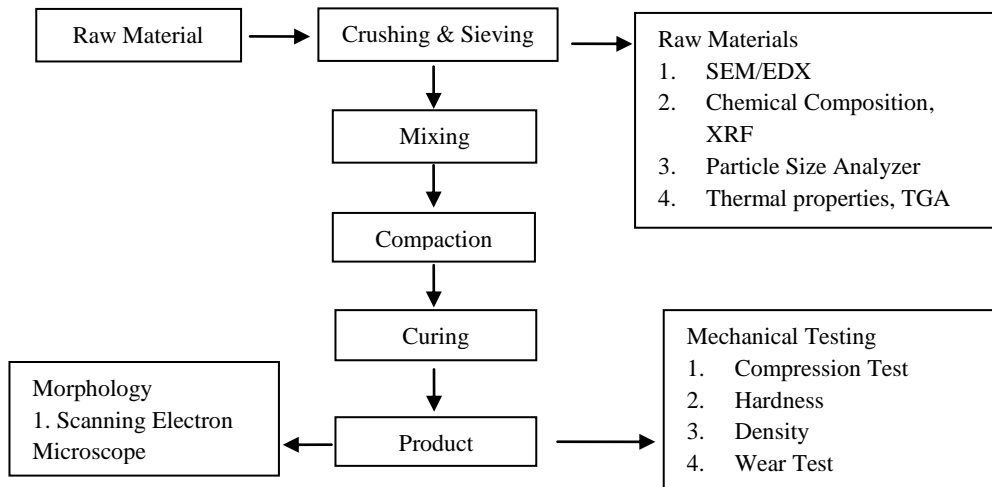 Raw Material
Crushing & Sieving
Raw Materials
1. SEM/EDX
2. Chemical Composition,
XRF
3. Particle Size Analyzer
4. Thermal properties, TGA
Mixing
Compaction
Curing
Mechanical Testing
1. Compression Test
2. Hardness
3. Density
4. Wear Test
Morphology
1. Scanning Electron
Microscope
Product